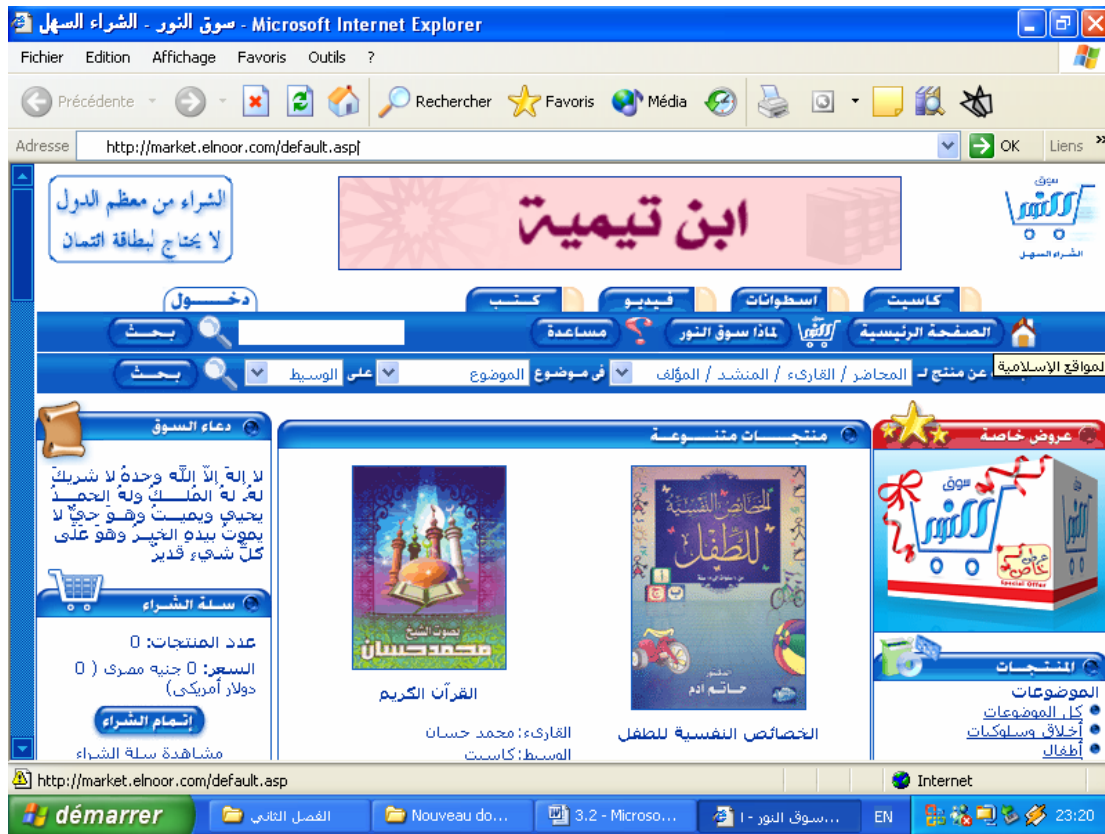 سوق النور - الشراء السهل - Microsoft Internet Explorer
Fichier Edition Affichage Favoris Outils ?
Précédente Rechercher Favoris Média
Adresse http://market.elnoor.com/default.asp OK Liens »
سوق
النور
الشراء السهل
ابن تيمية
الشراء من معظم الدول
لا يحتاج لبطاقة ائتمان
كاسيت اسطوانات فيديو كتب دخول
الصفحة الرئيسية لماذا سوق النور مساعدة بحث
المواقع الإسلامية
عن منتج لـ المحاضر / القارىء / المنشد / المؤلف فى موضوع الموضوع على الوسيط بحث
عروض خاصة
سوق
النور
عرض خاص
Special Offer
المنتجات
الموضوعات
كل الموضوعات
أخلاق وسلوكيات
أطفال
منتجات متنوعة
الخصائص النفسية
للطفل
الدكتور
حاتم آدم
الخصائص النفسية للطفل
بصوت الشيخ
محمد حسان
القرآن الكريم
القارىء: محمد حسان
الوسيط: كاسيت
دعاء السوق
لا إلهَ إلاّ اللّه وحدهُ لا شريكَ
لهُ، لهُ المُلكُ ولهُ الحمدُ
يحيي ويميتُ وهوَ حيٌّ لا
يموتُ بيدهِ الخيرُ وهوَ على
كلِّ شيءٍ قديرٌ
سلة الشراء
عدد المنتجات: 0
السعر: 0 جنيه مصرى ( 0
دولار أمريكى)
إتمام الشراء
مشاهدة سلة الشراء
http://market.elnoor.com/default.asp Internet
démarrer الفصل الثاني Nouveau do... 3.2 - Microso... سوق النور - ا... EN 23:20